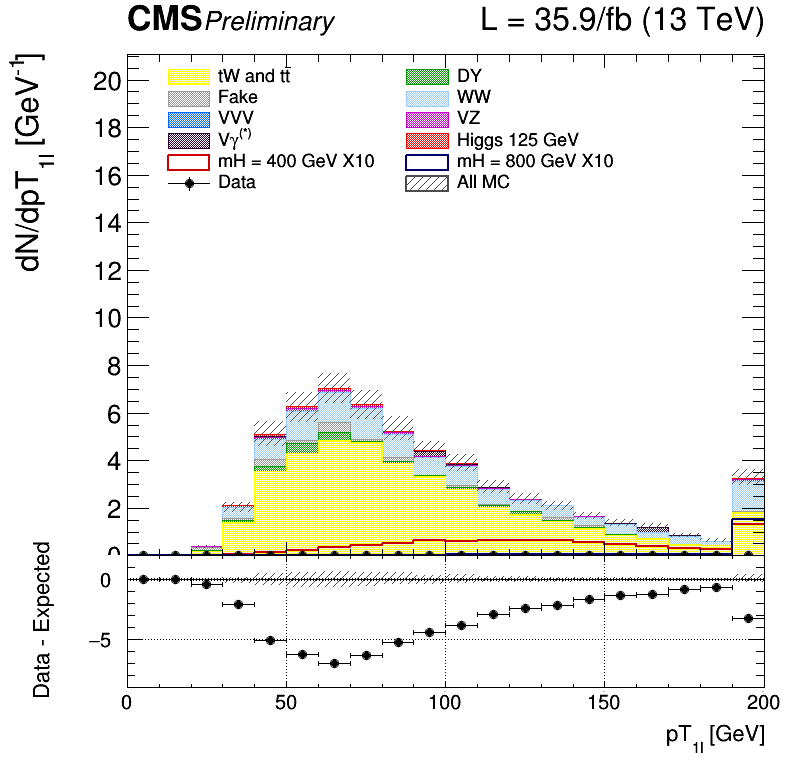 CMS Preliminary L = 35.9/fb (13 TeV)
dN/dpT1l [GeV-1]
20
18
16
14
12
10
8
6
4
2
0
tW and tt̄
DY
Fake
WW
VVV
VZ
Vγ(*)
Higgs 125 GeV
mH = 400 GeV X10
mH = 800 GeV X10
Data
All MC
Data - Expected
0
−5
0 50 100 150 200
pT1l [GeV]